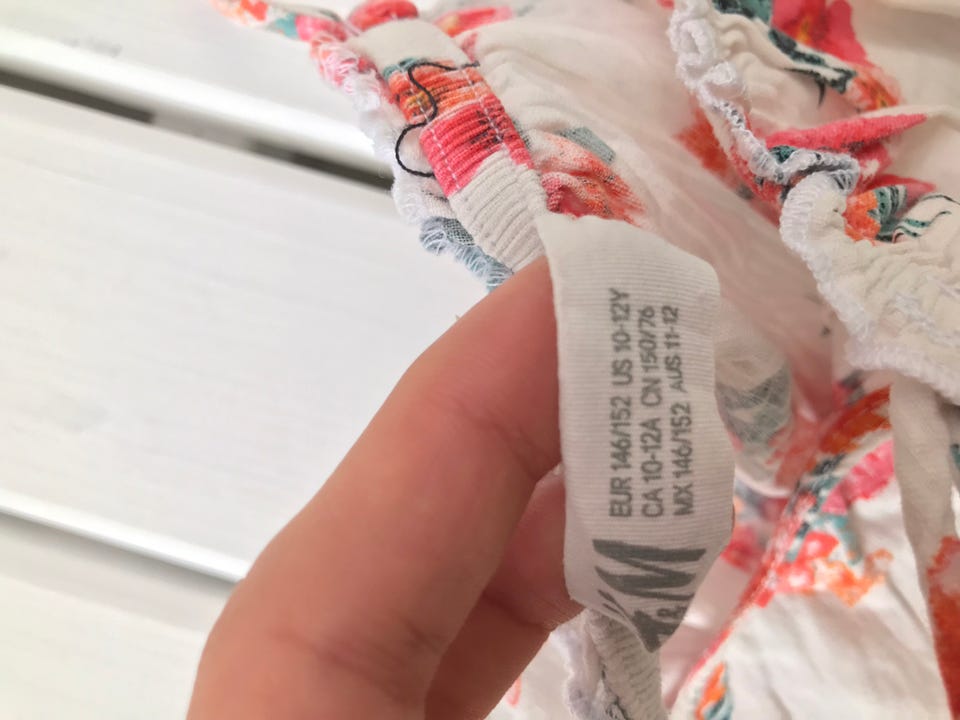 EUR 146/152 US 10-12Y
CA 10-12A CN 150/76
MX 146/152 AUS 11-12
&M